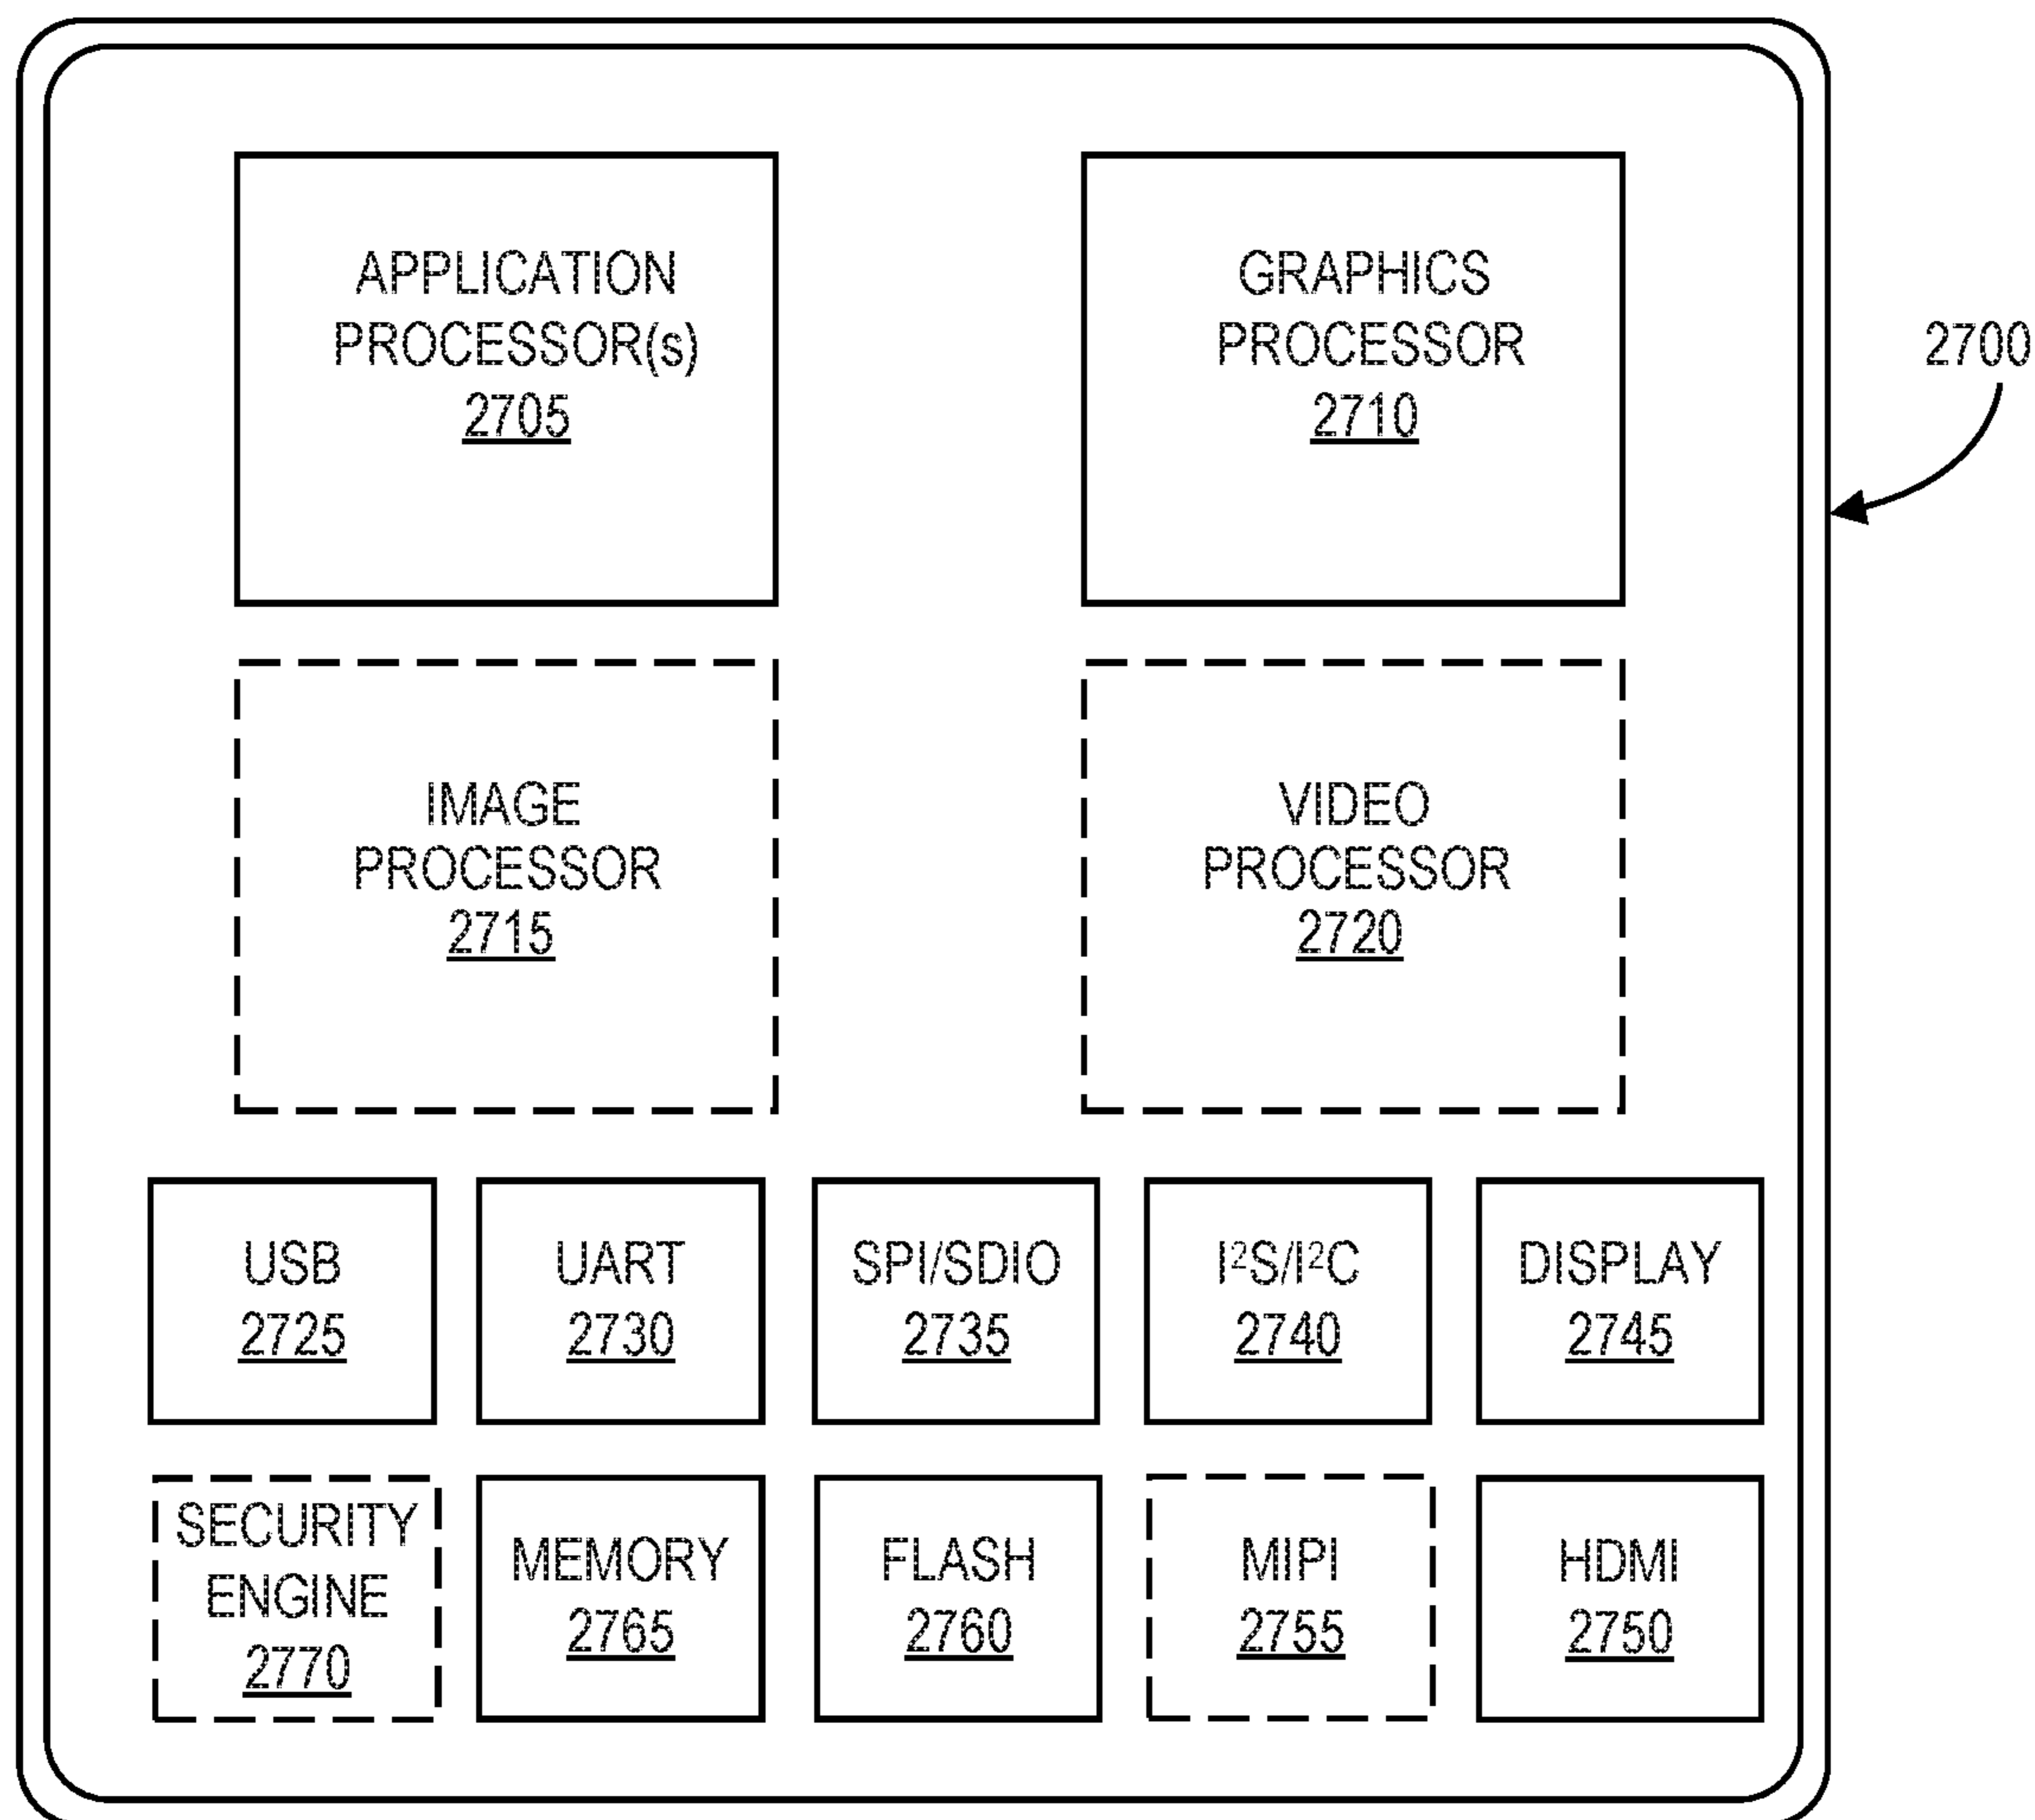 APPLICATION
PROCESSOR(s)
2705
GRAPHICS
PROCESSOR
2710
2700
IMAGE
PROCESSOR
2715
VIDEO
PROCESSOR
2720
USB
2725
UART
2730
SPI/SDIO
2735
I²S/I²C
2740
DISPLAY
2745
SECURITY
ENGINE
2770
MEMORY
2765
FLASH
2760
MIPI
2755
HDMI
2750